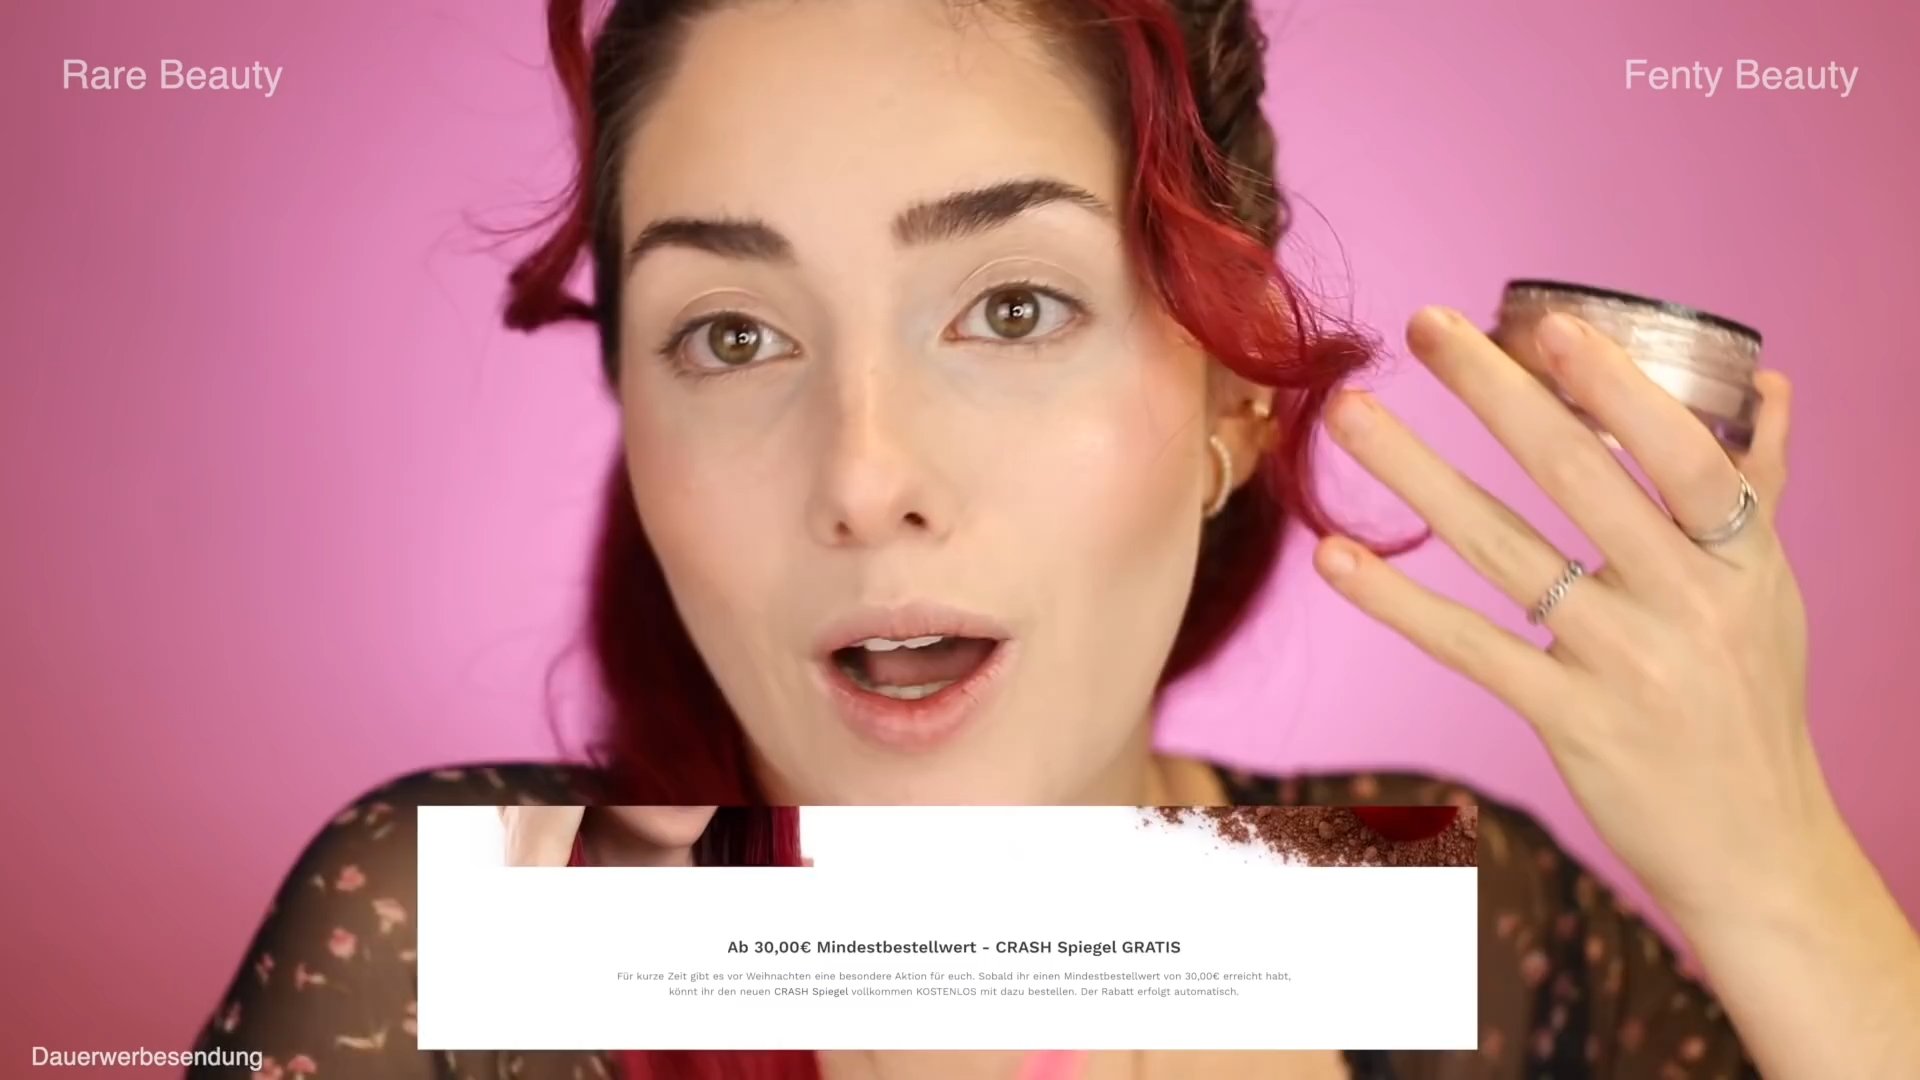 Rare Beauty
Fenty Beauty
Ab 30,00€ Mindestbestellwert - CRASH Spiegel GRATIS
Für kurze Zeit gibt es vor Weihnachten eine besondere Aktion für euch. Sobald ihr einen Mindestbestellwert von 30,00€ erreicht habt,
könnt ihr den neuen CRASH Spiegel vollkommen KOSTENLOS mit dazu bestellen. Der Rabatt erfolgt automatisch.
Dauerwerbesendung